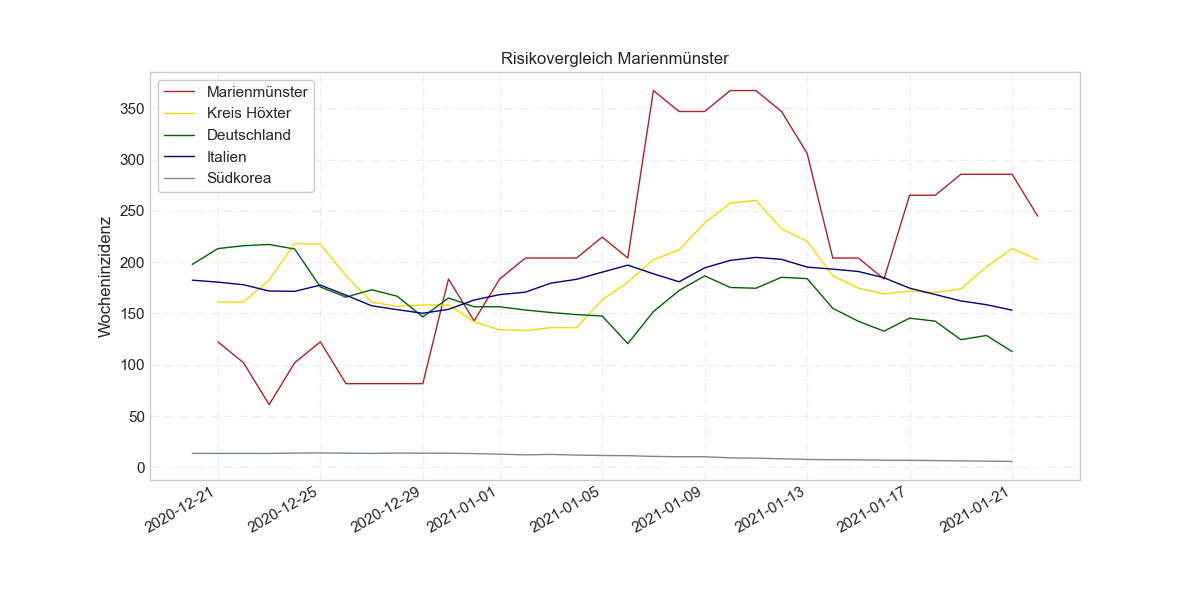 Risikovergleich Marienmünster
Marienmünster
Kreis Höxter
Deutschland
Italien
Südkorea
Wocheninzidenz
350
300
250
200
150
100
50
0
2020-12-21
2020-12-25
2020-12-29
2021-01-01
2021-01-05
2021-01-09
2021-01-13
2021-01-17
2021-01-21